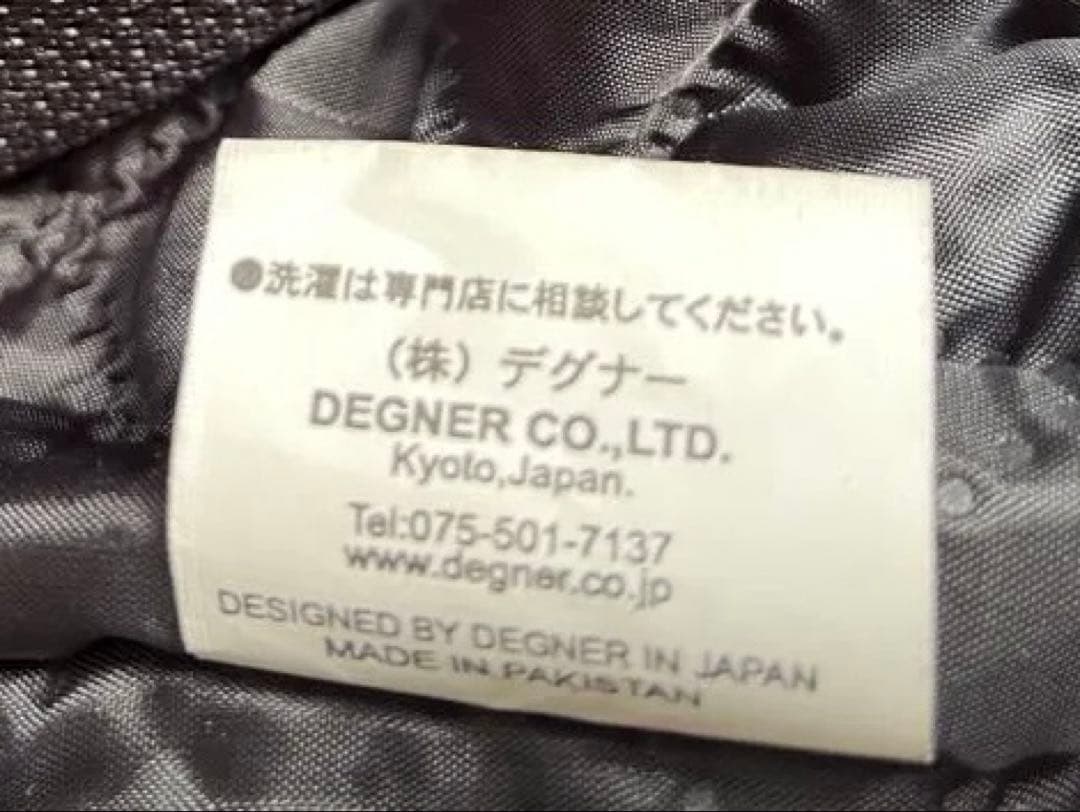 ●洗濯は専門店に相談してください。
（株）デグナー
DEGNER CO.,LTD.
Kyoto,Japan.
Tel:075-501-7137
www.degner.co.jp
DESIGNED BY DEGNER IN JAPAN
MADE IN PAKISTAN